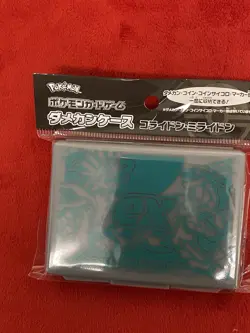 Pokémon
ポケモンカードゲーム
ダメカンケース コライドン・ミライドン
ダメカン・コイン・コインサイコロ・マーカー
一度に収納できる!